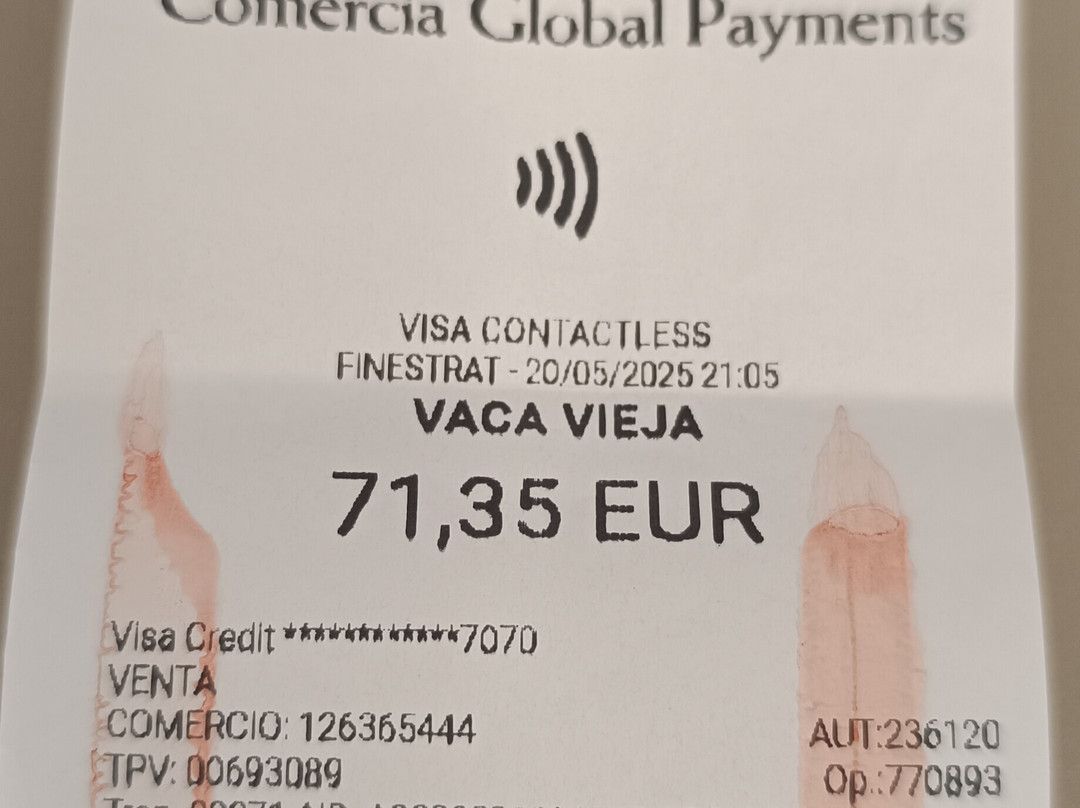 Comercia Global Payments
VISA CONTACTLESS
FINESTRAT - 20/05/2025 21:05
VACA VIEJA
71,35 EUR
Visa Credit ************7070
VENTA
COMERCIO: 126365444
AUT:236120
TPV: 00693089
Op.:770893